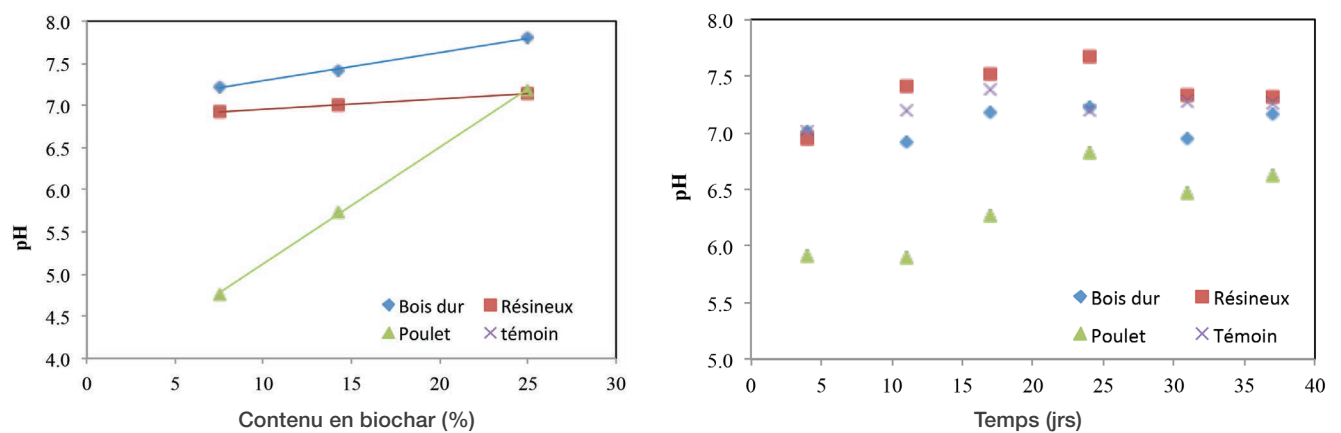 8.0
7.5
7.0
6.5
6.0
5.5
5.0
4.5
4.0
pH
0 5 10 15 20 25 30
Contenu en biochar (%)
Bois dur Résineux
Poulet témoin
8.0
7.5
7.0
6.5
6.0
5.5
5.0
pH
0 5 10 15 20 25 30 35 40
Temps (jrs)
Bois dur Résineux
Poulet Témoin